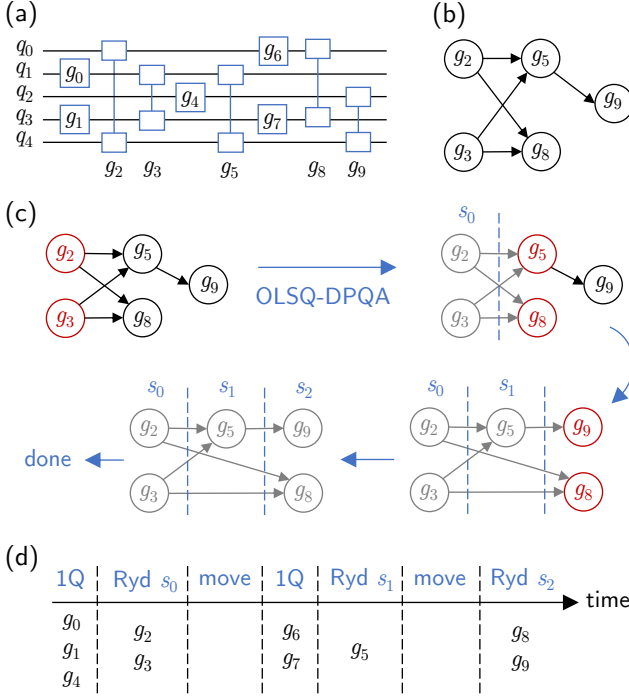 (a)
q₀
g₆
q₁
g₀
q₂
g₄
q₃
g₁
g₇
q₄
g₂ g₃ g₅ g₈ g₉
(b)
g₂ g₅
g₉
g₃ g₈
(c)
g₂ g₅
g₉
g₃ g₈
OLSQ-DPQA
s₀
g₂ g₅
g₉
g₃ g₈
s₀ s₁
g₂ g₅ g₉
g₃ g₈
s₀ s₁ s₂
g₂ g₅ g₉
g₃ g₈
done
(d)
1Q Ryd s₀ move 1Q Ryd s₁ move Ryd s₂
time
g₀ g₂ g₆ g₈
g₁ g₃ g₇ g₅ g₉
g₄